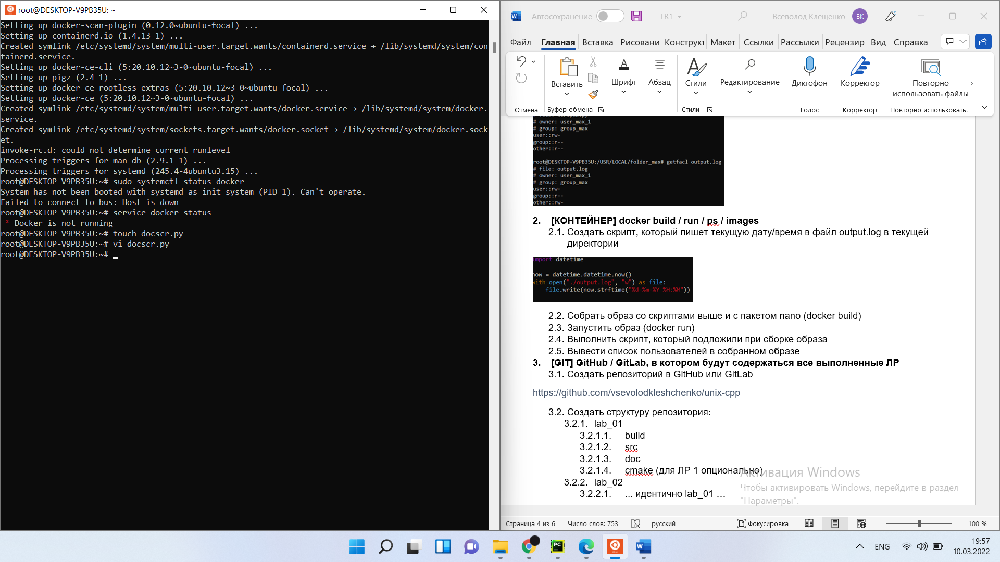 root@DESKTOP-V9PB35U: ~
Setting up docker-scan-plugin (0.12.0~ubuntu-focal) ...
Setting up containerd.io (1.4.13-1) ...
Created symlink /etc/systemd/system/multi-user.target.wants/containerd.service → /lib/systemd/system/con
tainerd.service.
Setting up docker-ce-cli (5:20.10.12~3-0~ubuntu-focal) ...
Setting up pigz (2.4-1) ...
Setting up docker-ce-rootless-extras (5:20.10.12~3-0~ubuntu-focal) ...
Setting up docker-ce (5:20.10.12~3-0~ubuntu-focal) ...
Created symlink /etc/systemd/system/multi-user.target.wants/docker.service → /lib/systemd/system/docker.
service.
Created symlink /etc/systemd/system/sockets.target.wants/docker.socket → /lib/systemd/system/docker.sock
et.
invoke-rc.d: could not determine current runlevel
Processing triggers for man-db (2.9.1-1) ...
Processing triggers for systemd (245.4-4ubuntu3.15) ...
root@DESKTOP-V9PB35U:~# sudo systemctl status docker
System has not been booted with systemd as init system (PID 1). Can't operate.
Failed to connect to bus: Host is down
root@DESKTOP-V9PB35U:~# service docker status
* Docker is not running
root@DESKTOP-V9PB35U:~# touch docscr.py
root@DESKTOP-V9PB35U:~# vi docscr.py
root@DESKTOP-V9PB35U:~#
Автосохранение LR1 Всеволод Клещенко ВК
Файл Главная Вставка Рисовани Конструкт Макет Ссылки Рассылки Рецензир Вид Справка
Вставить Шрифт Абзац Стили Редактирование Диктофон Корректор Повторно
использовать файлы
Отмена Буфер обмена Стили Голос Корректор Повторно использовать.
# owner: user_max_1
# group: group_max
user::rw-
group::r--
other::r--
root@DESKTOP-V9PB35U:/USR/LOCAL/folder_max# getfacl output.log
# file: output.log
# owner: user_max_1
# group: group_max
user::rw-
group::r--
other::rw-
2. [КОНТЕЙНЕР] docker build / run / ps / images
2.1. Создать скрипт, который пишет текущую дату/время в файл output.log в текущей
директории
import datetime
now = datetime.datetime.now()
with open("./output.log", "w") as file:
file.write(now.strftime("%d-%m-%Y %H:%M"))
2.2. Собрать образ со скриптами выше и с пакетом nano (docker build)
2.3. Запустить образ (docker run)
2.4. Выполнить скрипт, который подложили при сборке образа
2.5. Вывести список пользователей в собранном образе
3. [GIT] GitHub / GitLab, в котором будут содержаться все выполненные ЛР
3.1. Создать репозиторий в GitHub или GitLab
https://github.com/vsevolodkleshchenko/unix-cpp
3.2. Создать структуру репозитория:
3.2.1. lab_01
3.2.1.1. build
3.2.1.2. src
3.2.1.3. doc
3.2.1.4. cmake (для ЛР 1 опционально)
3.2.2. lab_02
3.2.2.1. ... идентично lab_01 …
Активация Windows
Чтобы активировать Windows, перейдите в раздел
"Параметры".
Страница 4 из 6 Число слов: 753 русский Фокусировка 100 %
PC
ENG
19:57
10.03.2022